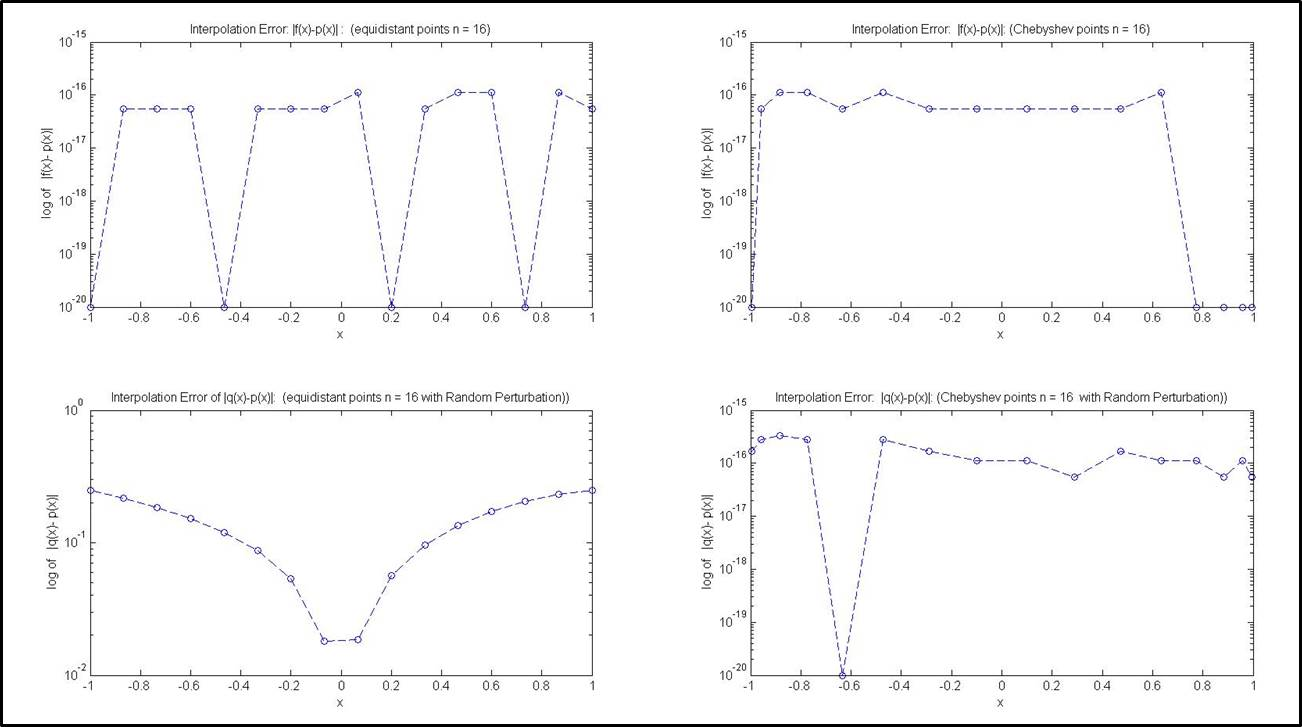 Interpolation Error: |f(x)-p(x)| :  (equidistant points n = 16)
10^-15
10^-16
10^-17
10^-18
10^-19
10^-20
log of |f(x)- p(x)|
-1 -0.8 -0.6 -0.4 -0.2 0 0.2 0.4 0.6 0.8 1
x
Interpolation Error:  |f(x)-p(x)|: (Chebyshev points n = 16)
10^-15
10^-16
10^-17
10^-18
10^-19
10^-20
log of |f(x)- p(x)|
-1 -0.8 -0.6 -0.4 -0.2 0 0.2 0.4 0.6 0.8 1
x
Interpolation Error of |q(x)-p(x)|:  (equidistant points n = 16 with Random Perturbation))
10^0
10^-1
10^-2
log of |q(x)- p(x)|
-1 -0.8 -0.6 -0.4 -0.2 0 0.2 0.4 0.6 0.8 1
x
Interpolation Error:  |q(x)-p(x)|: (Chebyshev points n = 16  with Random Perturbation))
10^-15
10^-16
10^-17
10^-18
10^-19
10^-20
log of |q(x)- p(x)|
-1 -0.8 -0.6 -0.4 -0.2 0 0.2 0.4 0.6 0.8 1
x